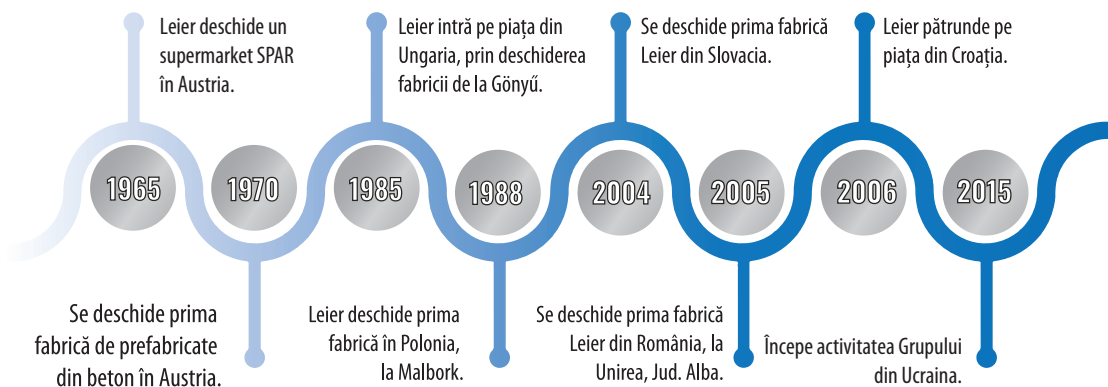 Leier deschide un
supermarket SPAR
în Austria.
Leier intră pe piața din
Ungaria, prin deschiderea
fabricii de la Gönyű.
Se deschide prima fabrică
Leier din Slovacia.
Leier pătrunde pe
piața din Croația.
1965
1970
1985
1988
2004
2005
2006
2015
Se deschide prima
fabrică de prefabricate
din beton în Austria.
Leier deschide prima
fabrică în Polonia,
la Malbork.
Se deschide prima fabrică
Leier din România, la
Unirea, Jud. Alba.
Începe activitatea Grupului
din Ucraina.